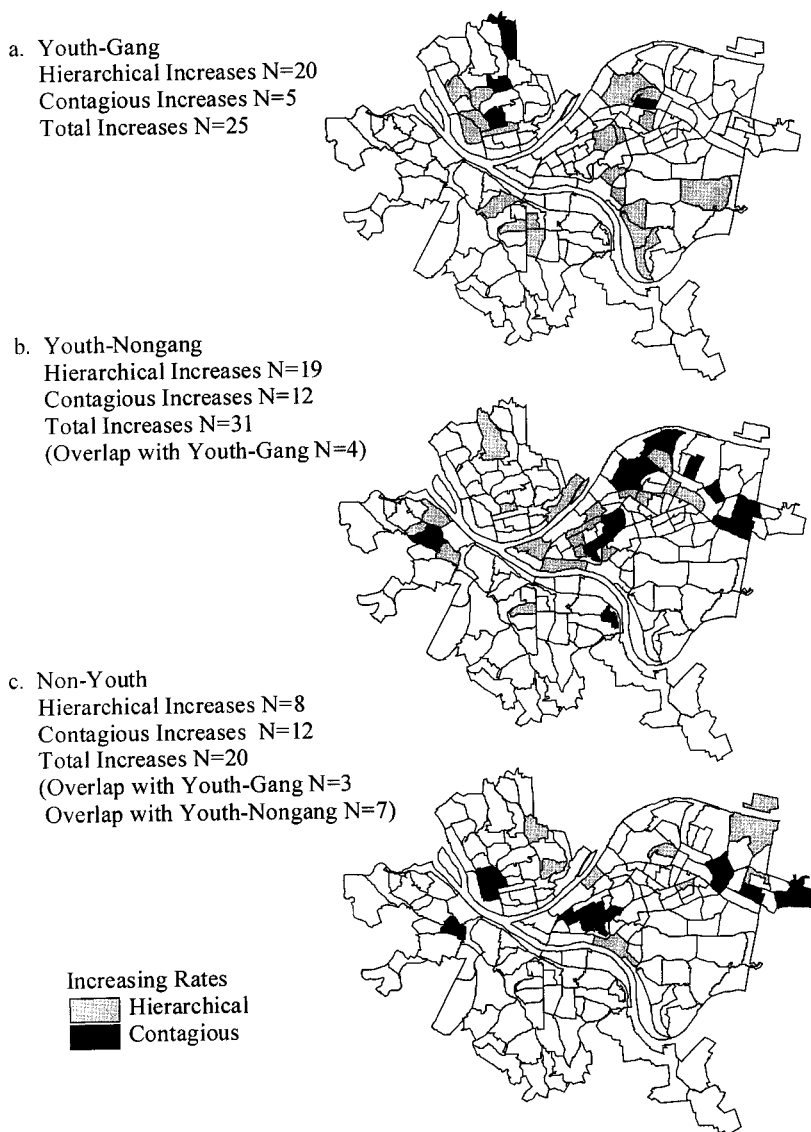 a. Youth-Gang
Hierarchical Increases N=20
Contagious Increases N=5
Total Increases N=25
b. Youth-Nongang
Hierarchical Increases N=19
Contagious Increases N=12
Total Increases N=31
(Overlap with Youth-Gang N=4)
c. Non-Youth
Hierarchical Increases N=8
Contagious Increases N=12
Total Increases N=20
(Overlap with Youth-Gang N=3
Overlap with Youth-Nongang N=7)
Increasing Rates
Hierarchical
Contagious